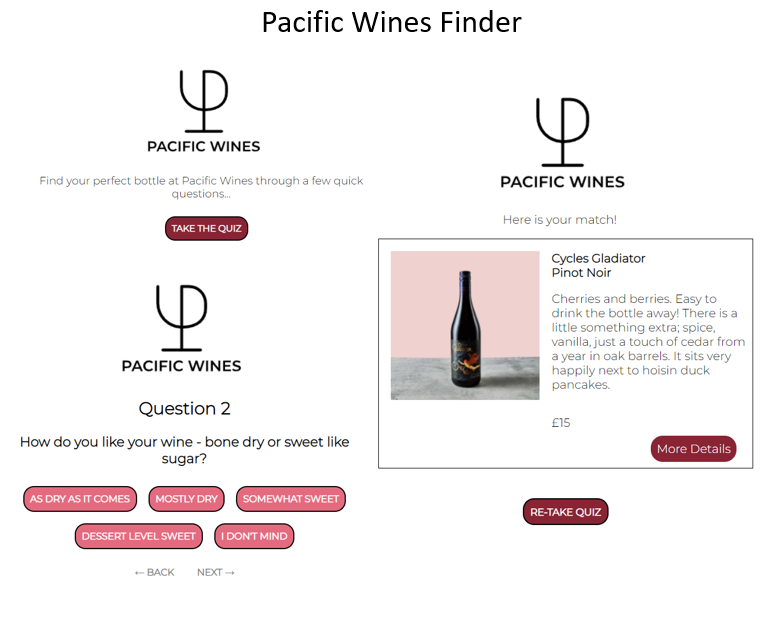 Pacific Wines Finder
PACIFIC WINES
Find your perfect bottle at Pacific Wines through a few quick
questions...
TAKE THE QUIZ
PACIFIC WINES
Question 2
How do you like your wine - bone dry or sweet like
sugar?
AS DRY AS IT COMES
MOSTLY DRY
SOMEWHAT SWEET
DESSERT LEVEL SWEET
I DON'T MIND
← BACK
NEXT →
PACIFIC WINES
Here is your match!
Cycles Gladiator
Pinot Noir
Cherries and berries. Easy to
drink the bottle away! There is a
little something extra; spice,
vanilla, just a touch of cedar from
a year in oak barrels. It sits very
happily next to hoisin duck
pancakes.
£15
More Details
RE-TAKE QUIZ